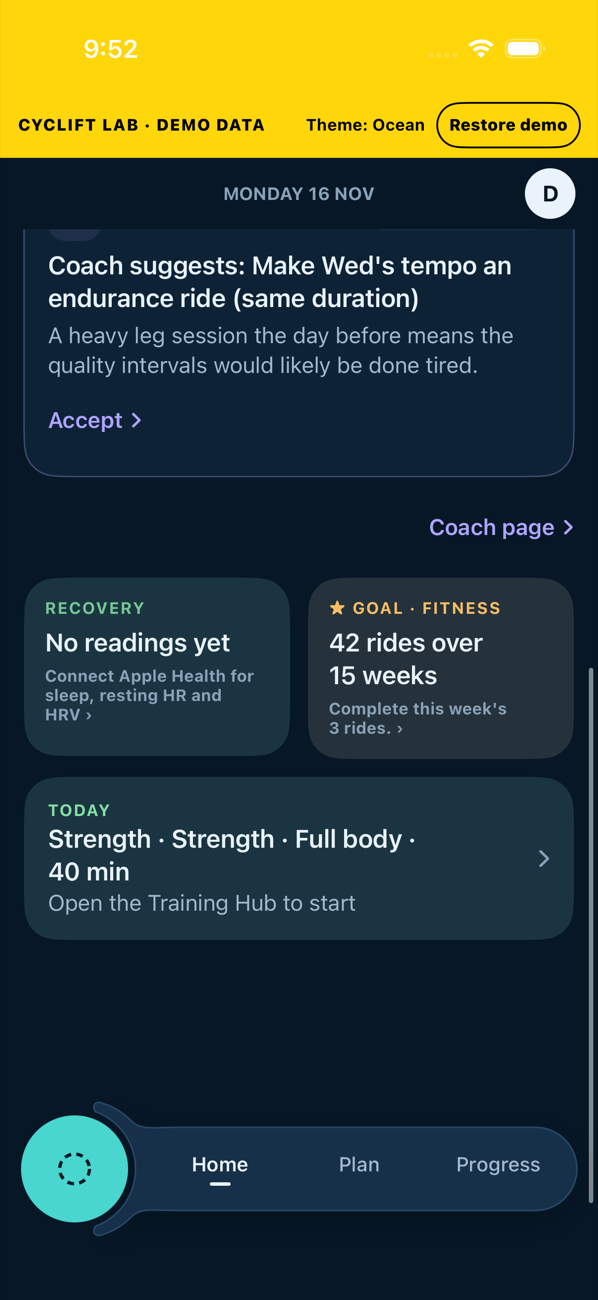 9:52
CYCLIFT LAB · DEMO DATA
Theme: Ocean
Restore demo
MONDAY 16 NOV
D
Coach suggests: Make Wed's tempo an
endurance ride (same duration)
A heavy leg session the day before means the
quality intervals would likely be done tired.
Accept ›
Coach page ›
RECOVERY
No readings yet
Connect Apple Health for
sleep, resting HR and
HRV ›
★ GOAL · FITNESS
42 rides over
15 weeks
Complete this week's
3 rides. ›
TODAY
Strength · Strength · Full body ·
40 min
Open the Training Hub to start
Home
Plan
Progress